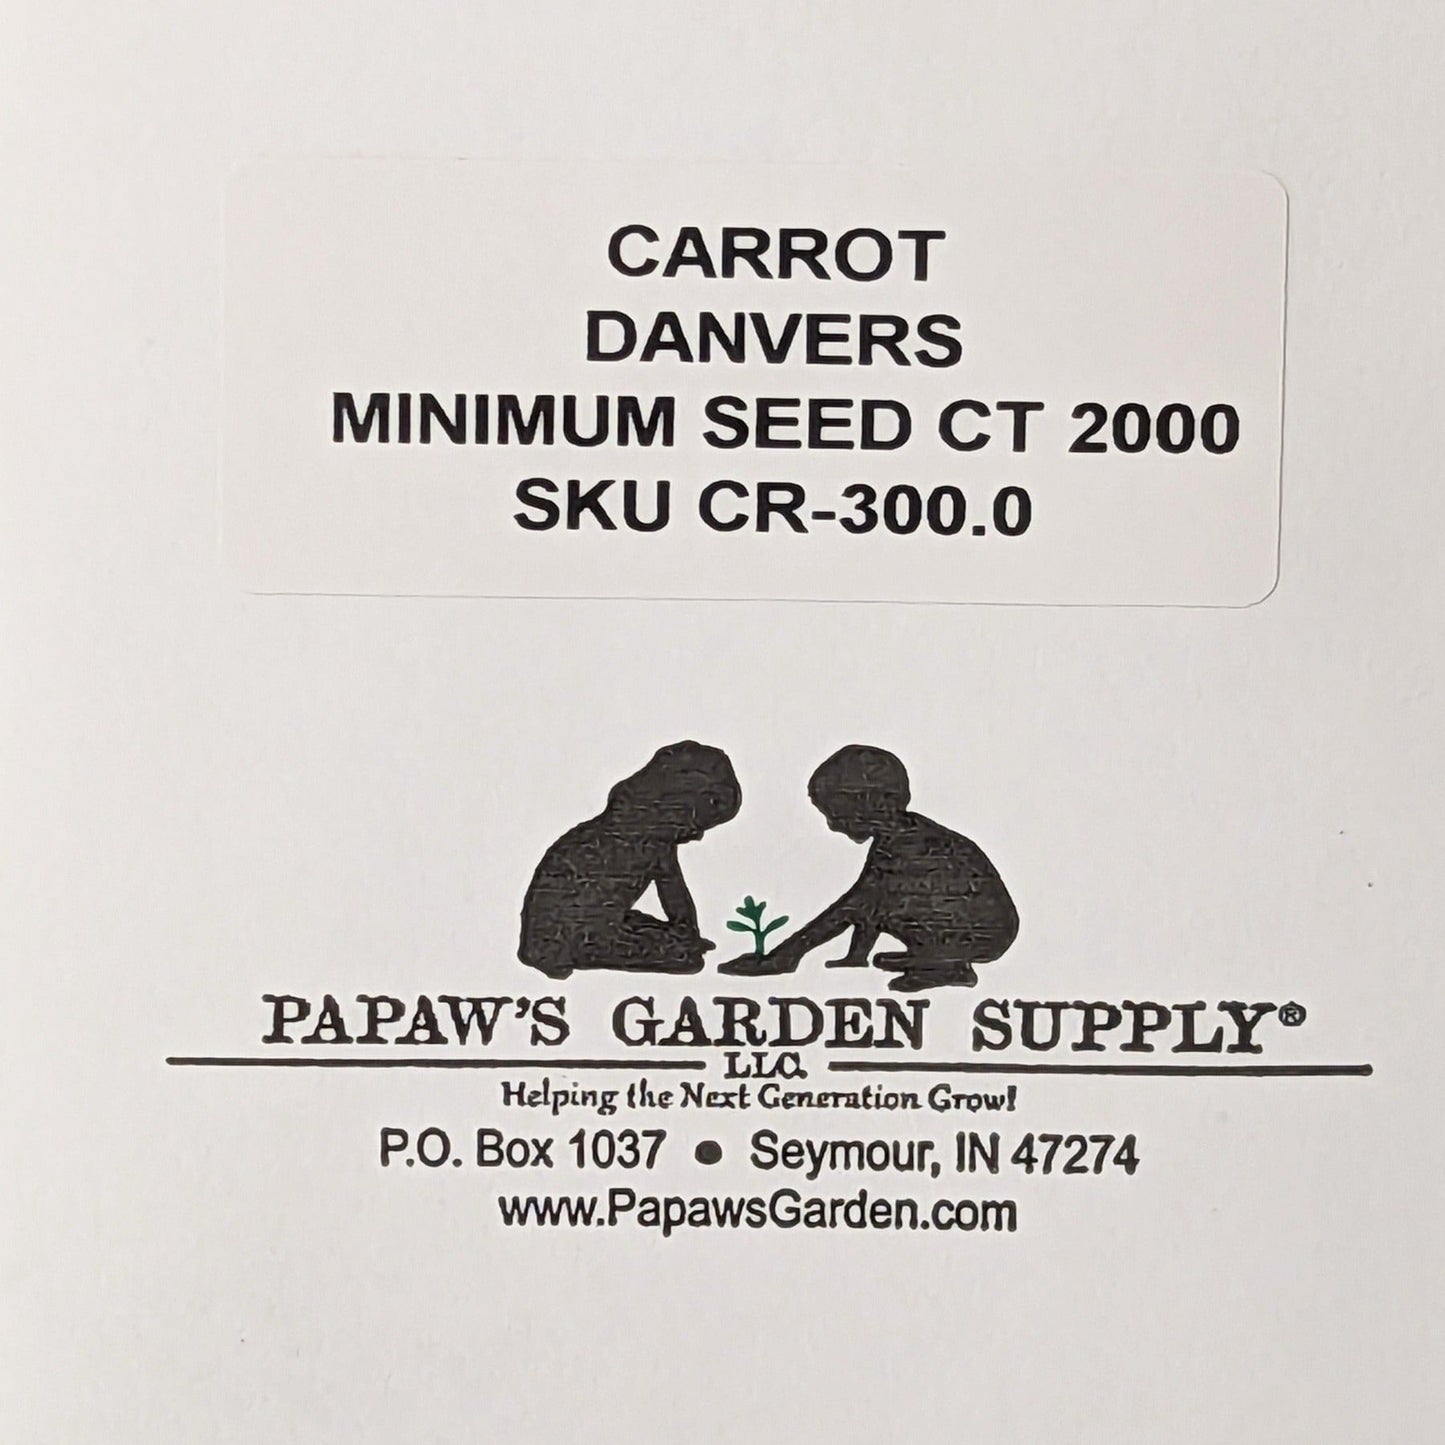 CARROT
DANVERS
MINIMUM SEED CT 2000
SKU CR-300.0
PAPAW'S GARDEN SUPPLY®
LLC.
Helping the Next Generation Grow!
P.O. Box 1037 • Seymour, IN 47274
www.PapawsGarden.com